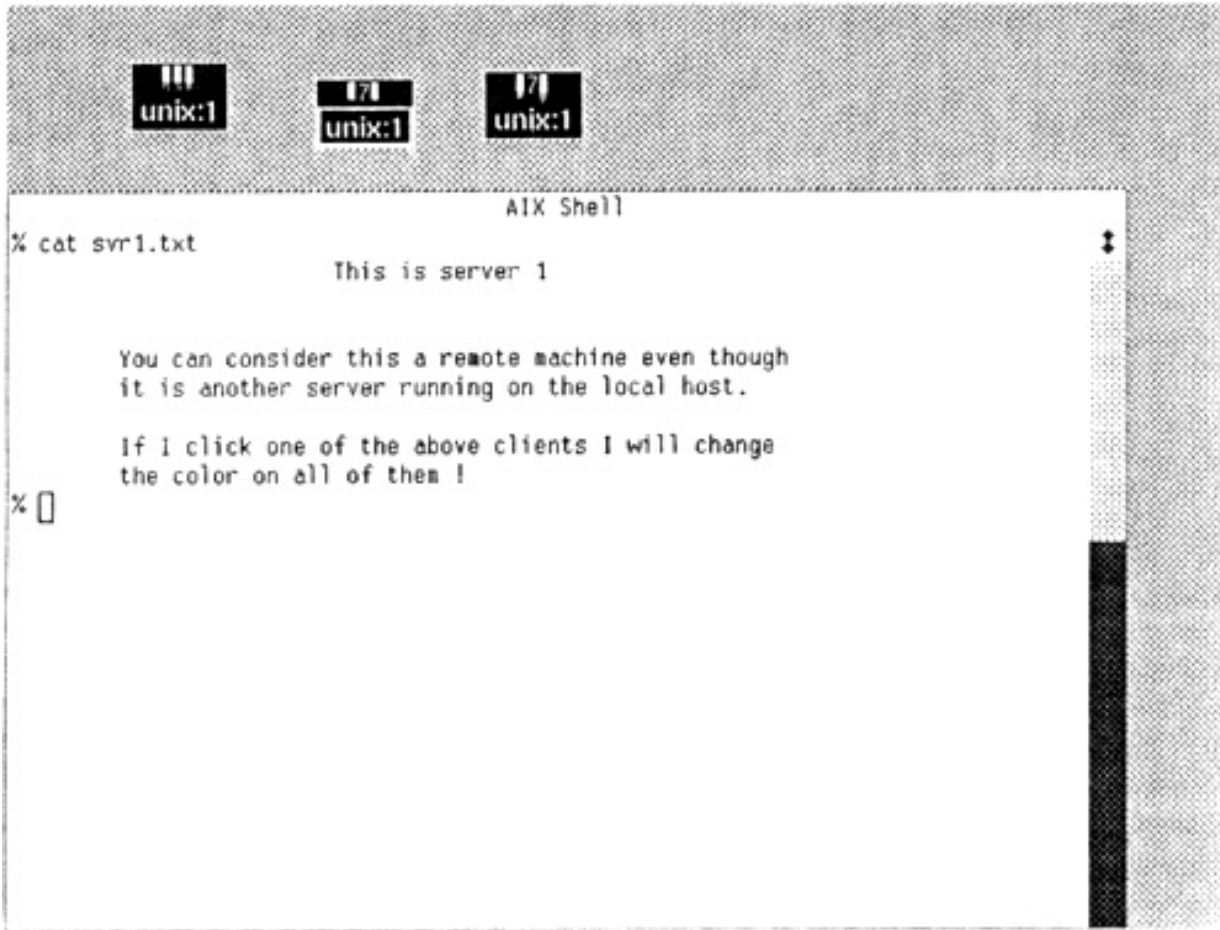 unix:1
7
unix:1
7
unix:1
AIX Shell
% cat svr1.txt
This is server 1
You can consider this a remote machine even though
it is another server running on the local host.
If I click one of the above clients I will change
the color on all of them !
%